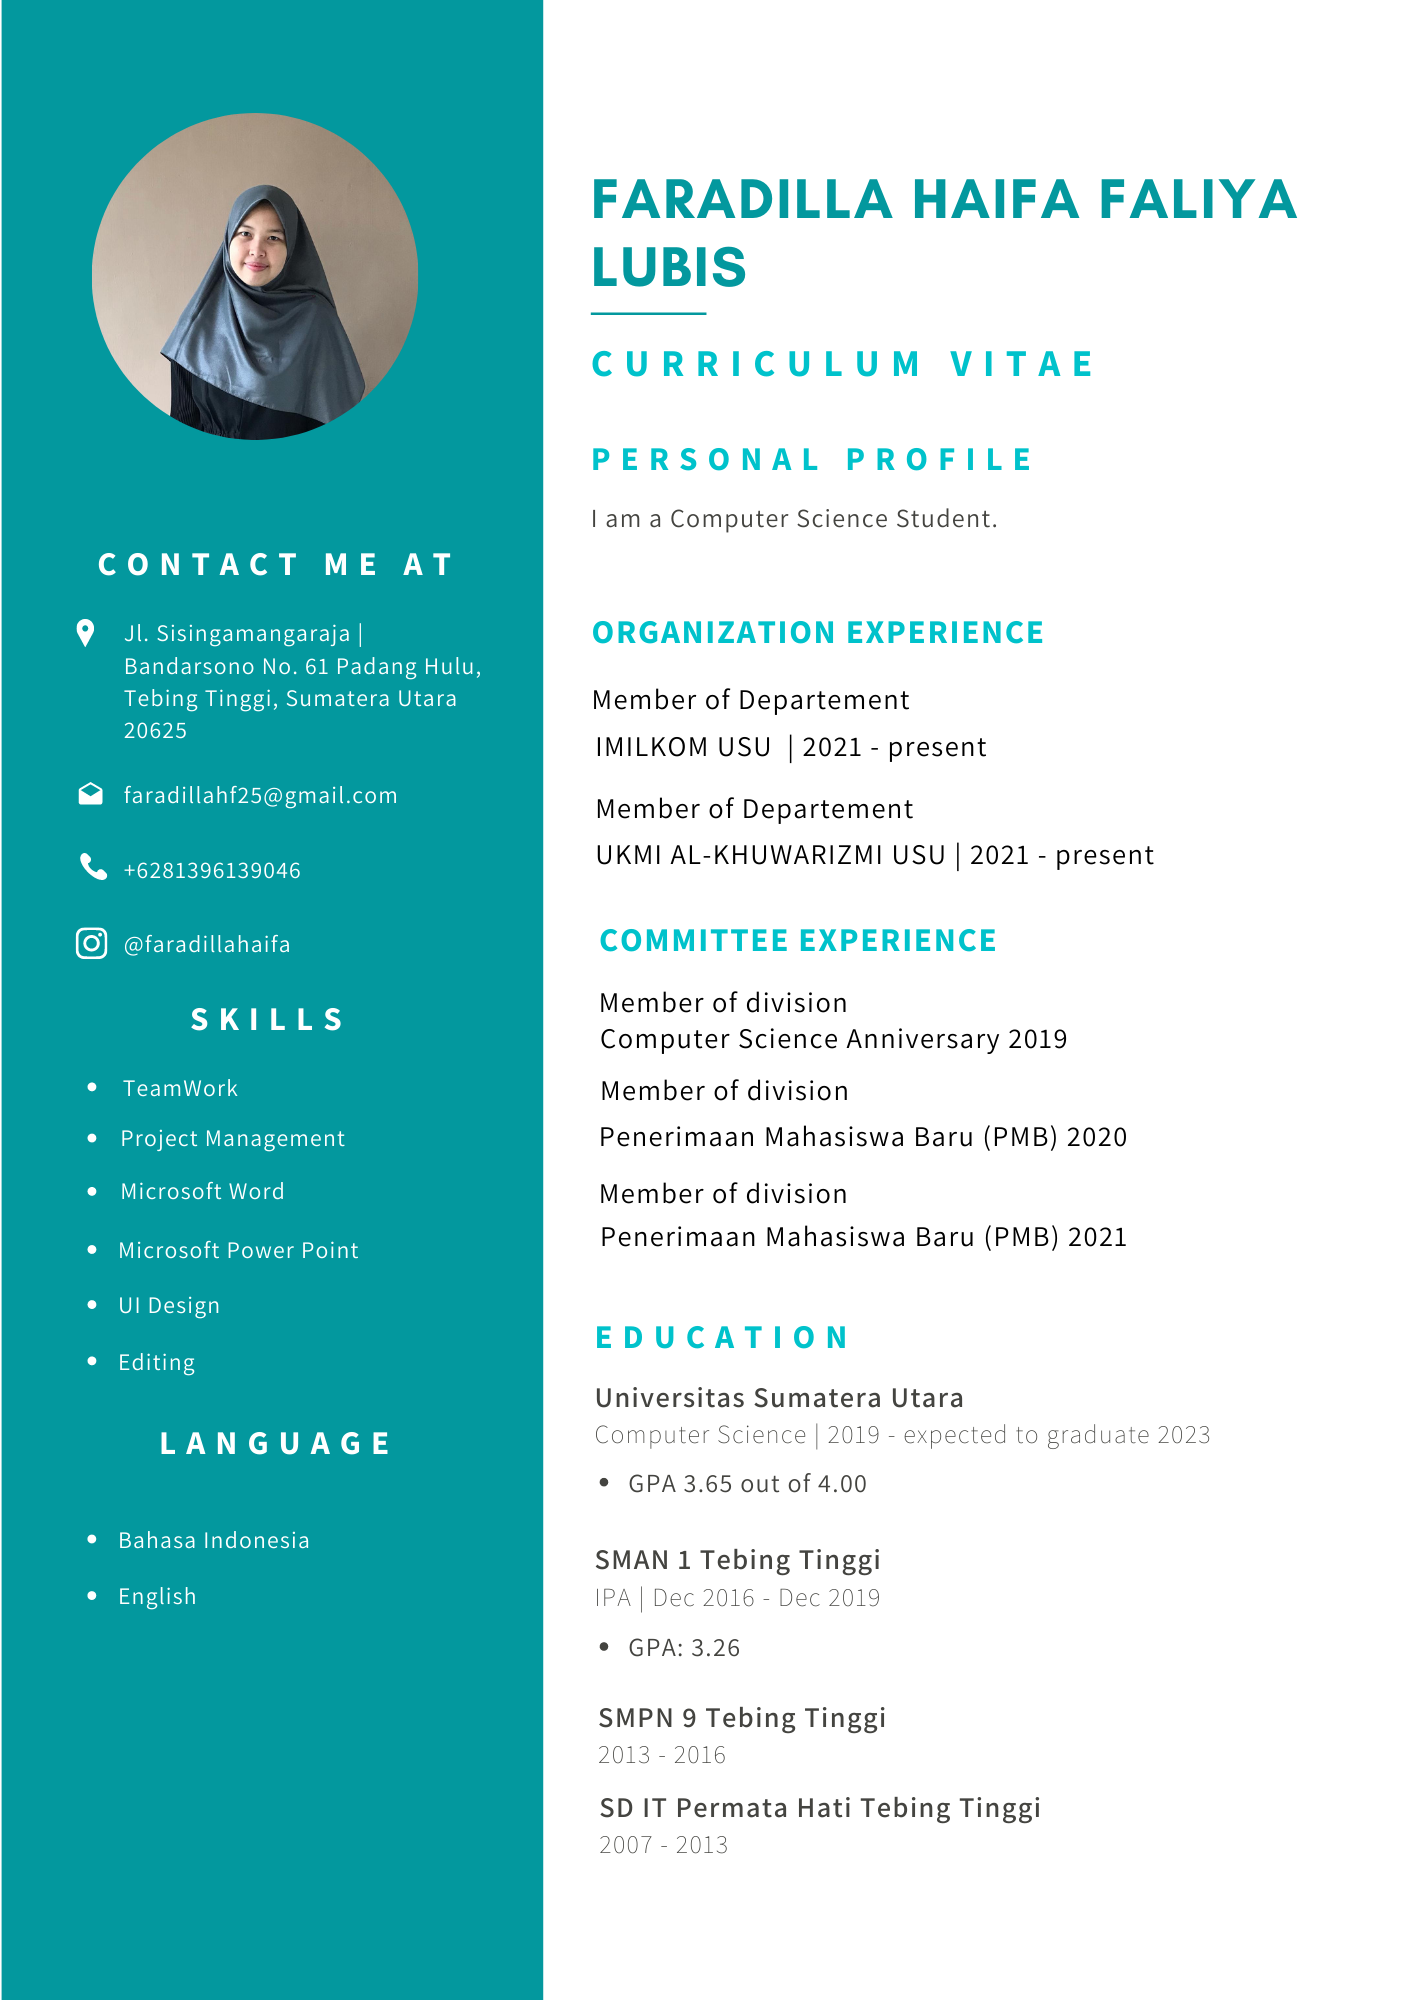 FARADILLA HAIFA FALIYA
LUBIS
CURRICULUM VITAE
PERSONAL PROFILE
I am a Computer Science Student.
ORGANIZATION EXPERIENCE
Member of Departement
IMILKOM USU | 2021 - present
Member of Departement
UKMI AL-KHUWARIZMI USU | 2021 - present
COMMITTEE EXPERIENCE
Member of division
Computer Science Anniversary 2019
Member of division
Penerimaan Mahasiswa Baru (PMB) 2020
Member of division
Penerimaan Mahasiswa Baru (PMB) 2021
EDUCATION
Universitas Sumatera Utara
Computer Science | 2019 - expected to graduate 2023
• GPA 3.65 out of 4.00
SMAN 1 Tebing Tinggi
IPA | Dec 2016 - Dec 2019
• GPA: 3.26
SMPN 9 Tebing Tinggi
2013 - 2016
SD IT Permata Hati Tebing Tinggi
2007 - 2013
CONTACT ME AT
Jl. Sisingamangaraja |
Bandarsono No. 61 Padang Hulu,
Tebing Tinggi, Sumatera Utara
20625
faradillahf25@gmail.com
+6281396139046
@faradillahaifa
SKILLS
• TeamWork
• Project Management
• Microsoft Word
• Microsoft Power Point
• UI Design
• Editing
LANGUAGE
• Bahasa Indonesia
• English